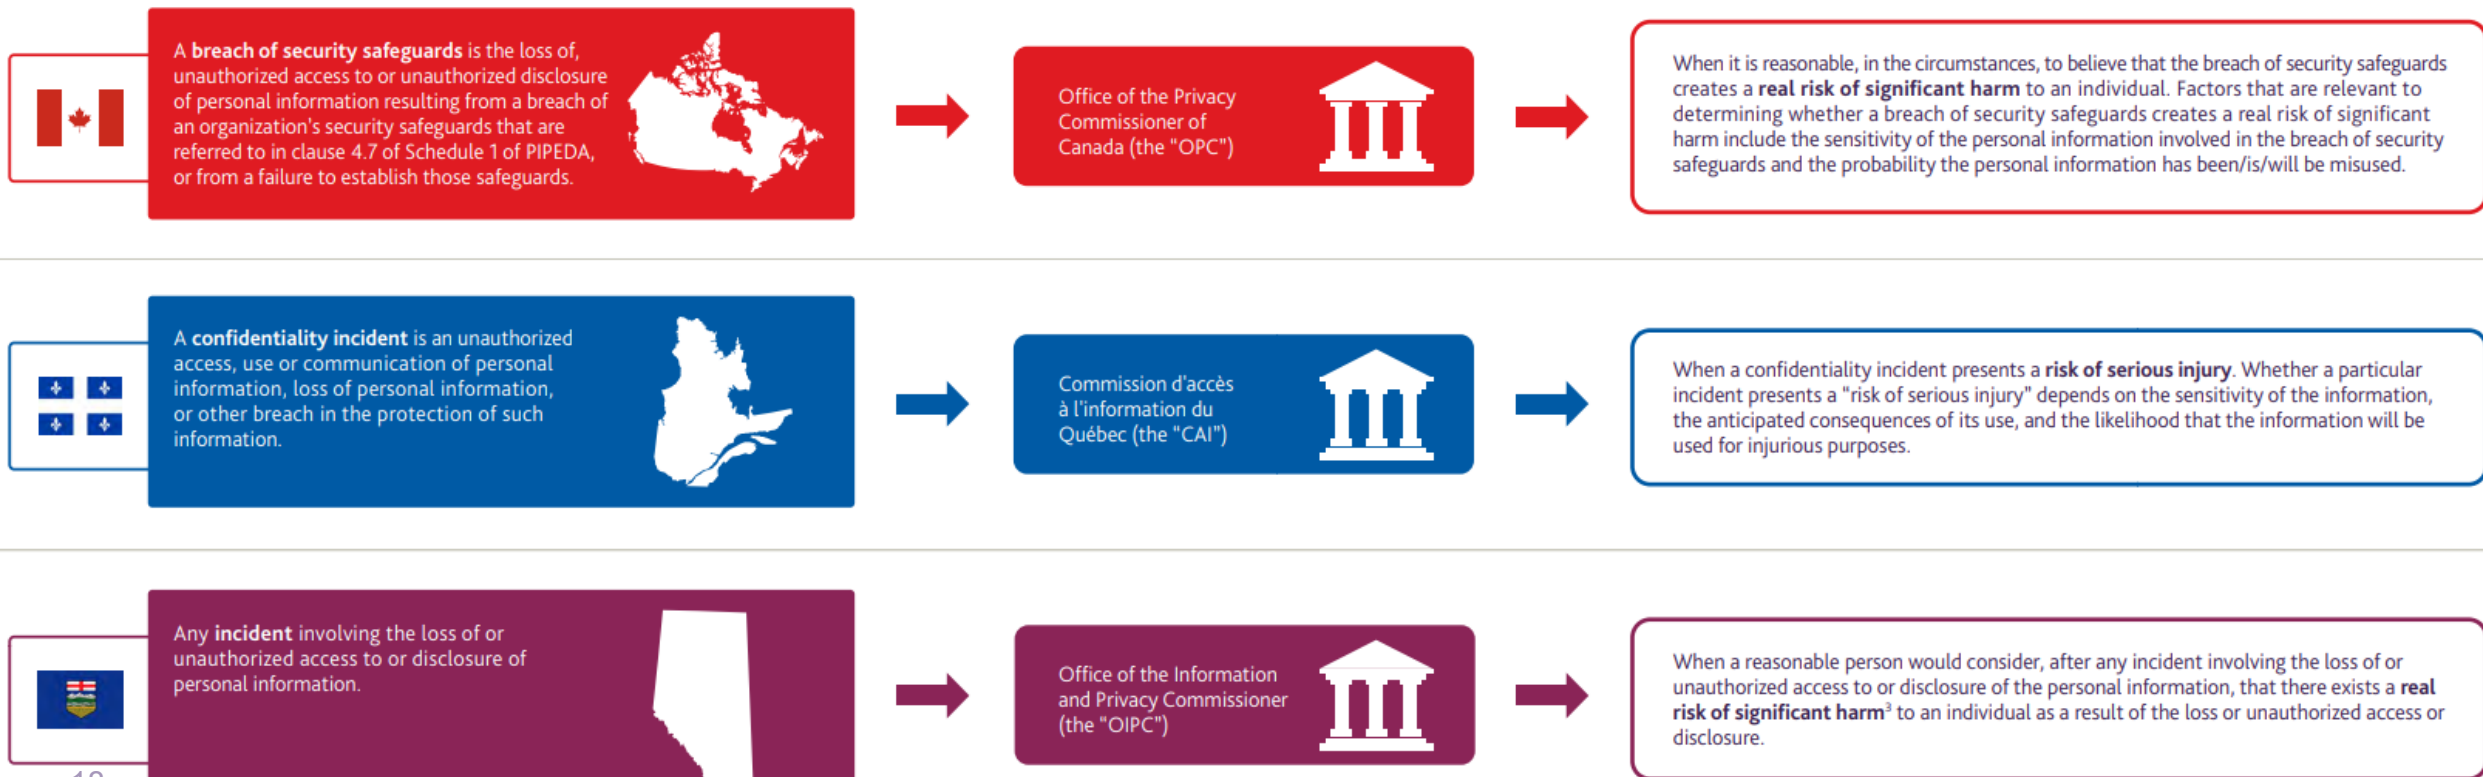 A breach of security safeguards is the loss of,
unauthorized access to or unauthorized disclosure
of personal information resulting from a breach of
an organization's security safeguards that are
referred to in clause 4.7 of Schedule 1 of PIPEDA,
or from a failure to establish those safeguards.
Office of the Privacy
Commissioner of
Canada (the “OPC”)
When it is reasonable, in the circumstances, to believe that the breach of security safeguards
creates a real risk of significant harm to an individual. Factors that are relevant to
determining whether a breach of security safeguards creates a real risk of significant
harm include the sensitivity of the personal information involved in the breach of security
safeguards and the probability the personal information has been/is/will be misused.
A confidentiality incident is an unauthorized
access, use or communication of personal
information, loss of personal information,
or other breach in the protection of such
information.
Commission d'accès
à l'information du
Québec (the “CAI”)
When a confidentiality incident presents a risk of serious injury. Whether a particular
incident presents a “risk of serious injury” depends on the sensitivity of the information,
the anticipated consequences of its use, and the likelihood that the information will be
used for injurious purposes.
Any incident involving the loss of or
unauthorized access to or disclosure of
personal information.
Office of the Information
and Privacy Commissioner
(the “OIPC”)
When a reasonable person would consider, after any incident involving the loss of or
unauthorized access to or disclosure of the personal information, that there exists a real
risk of significant harm³ to an individual as a result of the loss or unauthorized access or
disclosure.